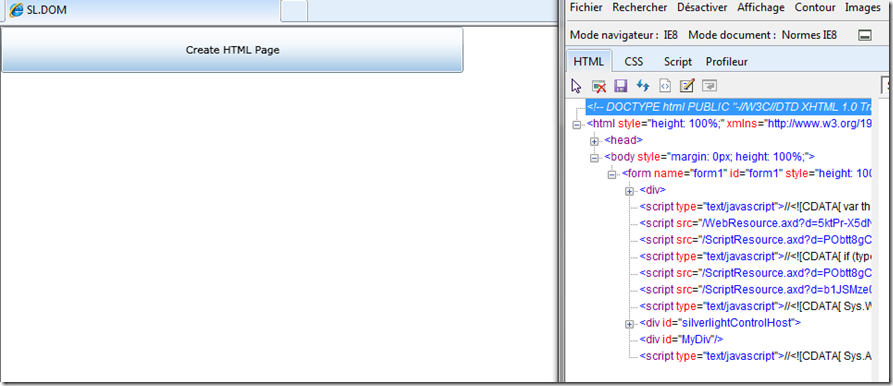 SL.DOM
Create HTML Page
Fichier Rechercher Désactiver Affichage Contour Images
Mode navigateur : IE8 Mode document : Normes IE8
HTML CSS Script Profileur
<!-- DOCTYPE html PUBLIC "-//W3C//DTD XHTML 1.0 Tra
<html style="height: 100%;" xmlns="http://www.w3.org/19
<head>
<body style="margin: 0px; height: 100%;">
<form name="form1" id="form1" style="height: 100
<div>
<script type="text/javascript">//<![CDATA[ var th
<script src="/WebResource.axd?d=5ktPr-X5dN
<script src="/ScriptResource.axd?d=PObtt8gC
<script type="text/javascript">//<![CDATA[ if (type
<script src="/ScriptResource.axd?d=PObtt8gC
<script src="/ScriptResource.axd?d=b1JSMze0
<script type="text/javascript">//<![CDATA[ Sys.W
<div id="silverlightControlHost">
<div id="MyDiv"/>
<script type="text/javascript">//<![CDATA[ Sys.A